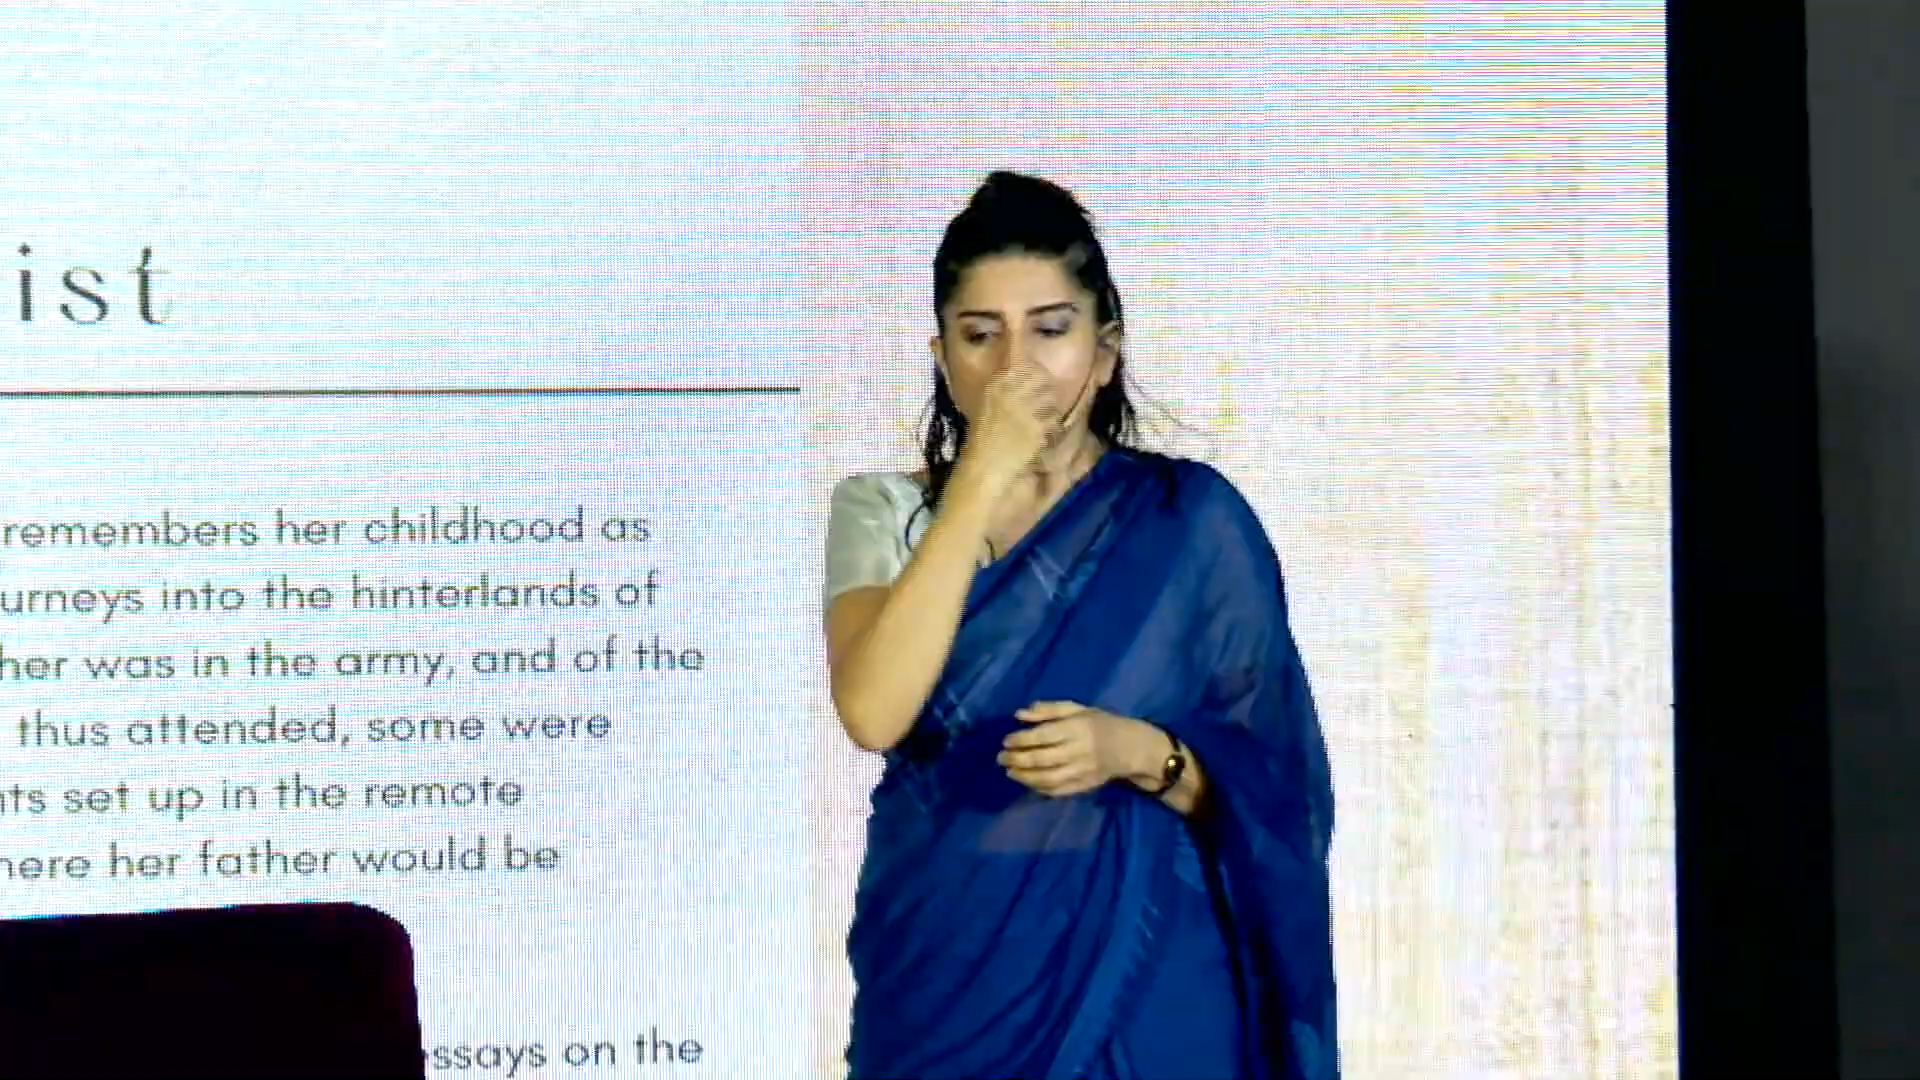 ist
remembers her childhood as
urneys into the hinterlands of
her was in the army, and of the
thus attended, some were
nts set up in the remote
here her father would be
ssays on the